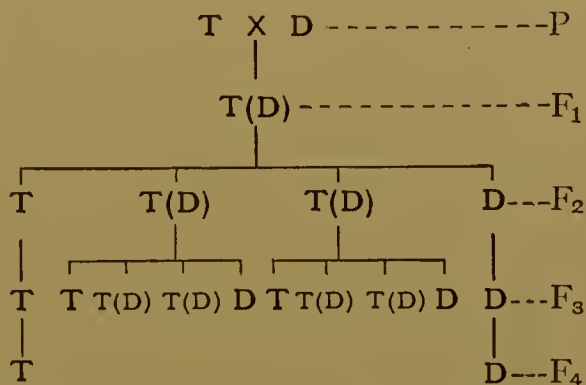 T X D -------------- P
T(D) ---------------- F₁
T T(D) T(D) D --- F₂
T T T(D) T(D) D T T(D) T(D) D D --- F₃
T D --- F₄